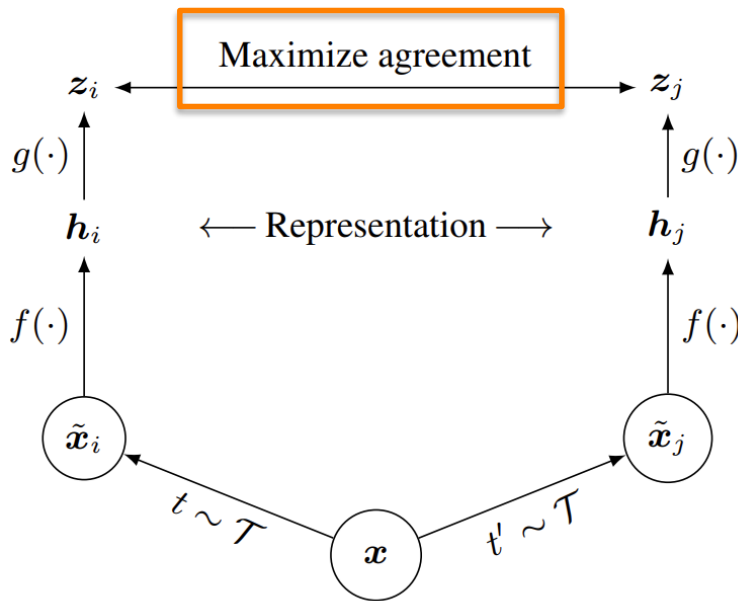 Maximize agreement
z_i z_j
g(·) g(·)
h_i ⟵ Representation ⟶ h_j
f(·) f(·)
x̃_i x̃_j
t ∼ 𝒯 t′ ∼ 𝒯
x